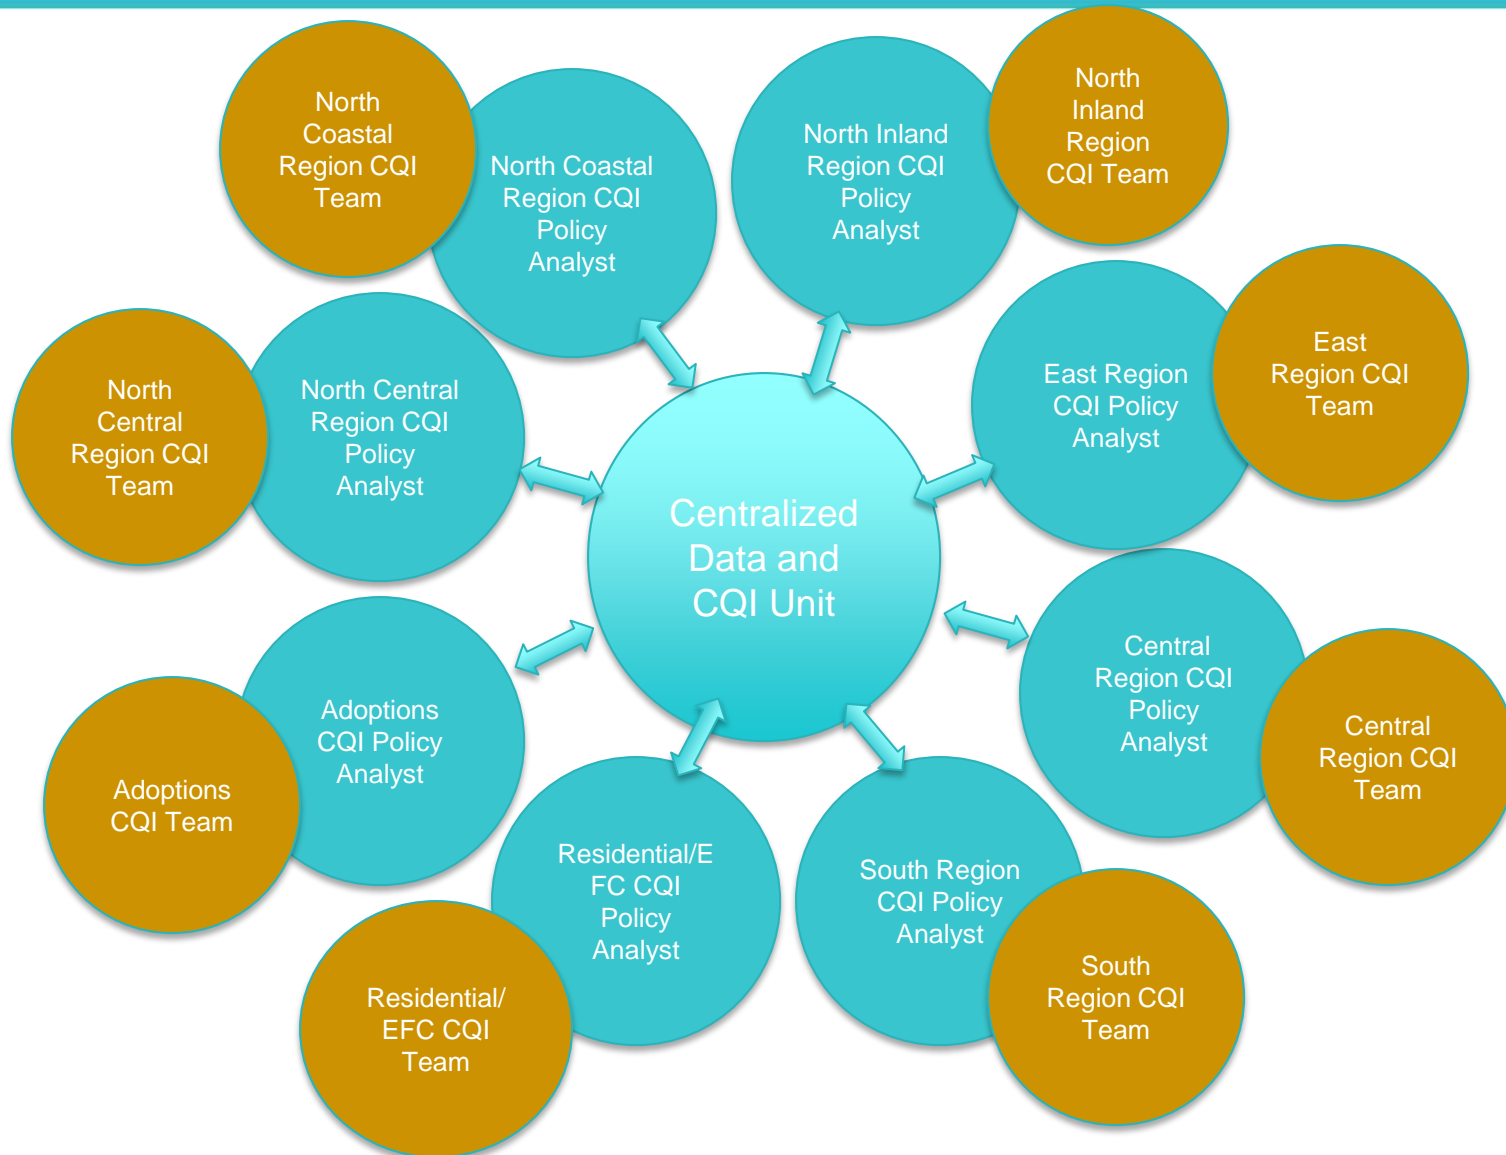 North
Coastal
Region CQI
Team
North Coastal
Region CQI
Policy
Analyst
North Inland
Region CQI
Policy
Analyst
North
Inland
Region
CQI Team
North
Central
Region CQI
Team
North Central
Region CQI
Policy
Analyst
East Region
CQI Policy
Analyst
East
Region CQI
Team
Centralized
Data and
CQI Unit
Adoptions
CQI Team
Adoptions
CQI Policy
Analyst
Central
Region CQI
Policy
Analyst
Central
Region CQI
Team
Residential/
EFC CQI
Team
Residential/E
FC CQI
Policy
Analyst
South Region
CQI Policy
Analyst
South
Region CQI
Team